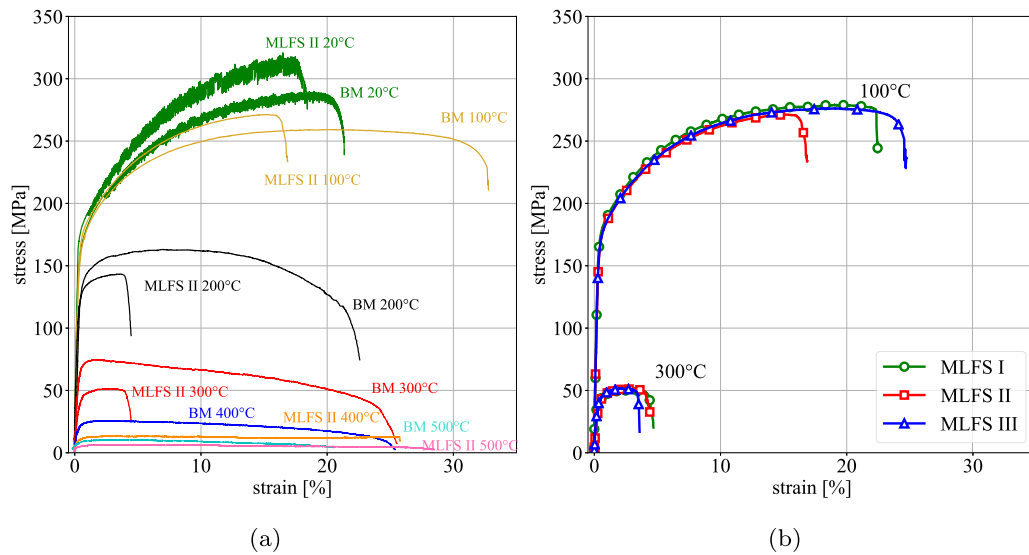 350
300
250
200
150
100
50
0
stress [MPa]
0
10
20
30
strain [%]
MLFS II 20°C
BM 20°C
BM 100°C
MLFS II 100°C
MLFS II 200°C
BM 200°C
MLFS II 300°C
BM 300°C
BM 400°C
MLFS II 400°C
BM 500°C
MLFS II 500°C
(a)
350
300
250
200
150
100
50
0
stress [MPa]
0
10
20
30
strain [%]
100°C
300°C
MLFS I
MLFS II
MLFS III
(b)